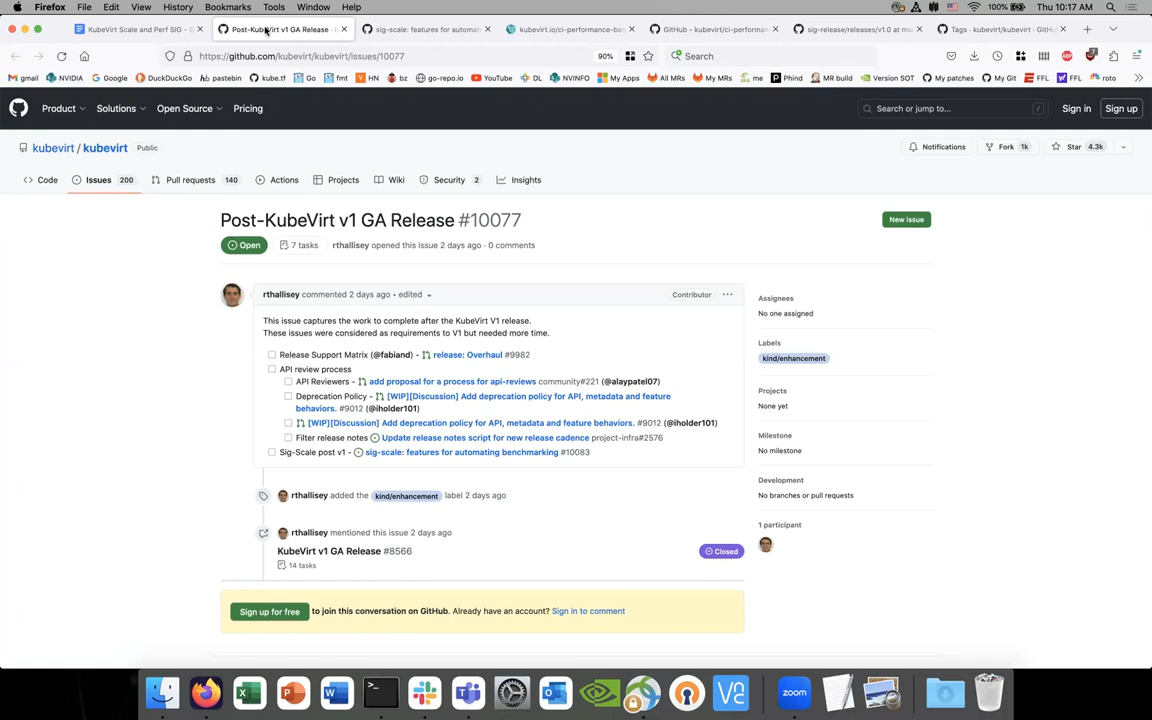 Firefox File Edit View History Bookmarks Tools Window Help 100% Thu 10:17 AM
KubeVirt Scale and Perf SIG - Post-KubeVirt v1 GA Release · sig-scale: features for automat kubevirt.io/ci-performance-be GitHub - kubevirt/ci-performan sig-release/releases/v1.0 at m Tags · kubevirt/kubevirt · GitHu
https://github.com/kubevirt/kubevirt/issues/10077 90% Search
gmail NVIDIA Google DuckDuckGo pastebin kube.tf Go fmt HN bz go-repo.io YouTube DL NVINFO My Apps All MRs My MRs me Phind MR build Version SOT My patches My Git FFL FFL roto
Product Solutions Open Source Pricing Search or jump to... / Sign in Sign up
kubevirt / kubevirt Public Notifications Fork 1k Star 4.3k
Code Issues 200 Pull requests 140 Actions Projects Wiki Security 2 Insights
Post-KubeVirt v1 GA Release #10077 New issue
Open 7 tasks rthallisey opened this issue 2 days ago · 0 comments
rthallisey commented 2 days ago • edited Contributor
This issue captures the work to complete after the KubeVirt V1 release.
These issues were considered as requirements to V1 but needed more time.
Release Support Matrix (@fabiand) - release: Overhaul #9982
API review process
API Reviewers - add proposal for a process for api-reviews community#221 (@alaypatel07)
Deprecation Policy - [WIP][Discussion] Add deprecation policy for API, metadata and feature
behaviors. #9012 (@iholder101)
[WIP][Discussion] Add deprecation policy for API, metadata and feature behaviors. #9012 (@iholder101)
Filter release notes Update release notes script for new release cadence project-infra#2576
Sig-Scale post v1 - sig-scale: features for automating benchmarking #10083
rthallisey added the kind/enhancement label 2 days ago
rthallisey mentioned this issue 2 days ago
KubeVirt v1 GA Release #8566 Closed
14 tasks
Sign up for free to join this conversation on GitHub. Already have an account? Sign in to comment
Assignees
No one assigned
Labels
kind/enhancement
Projects
None yet
Milestone
No milestone
Development
No branches or pull requests
1 participant
zoom